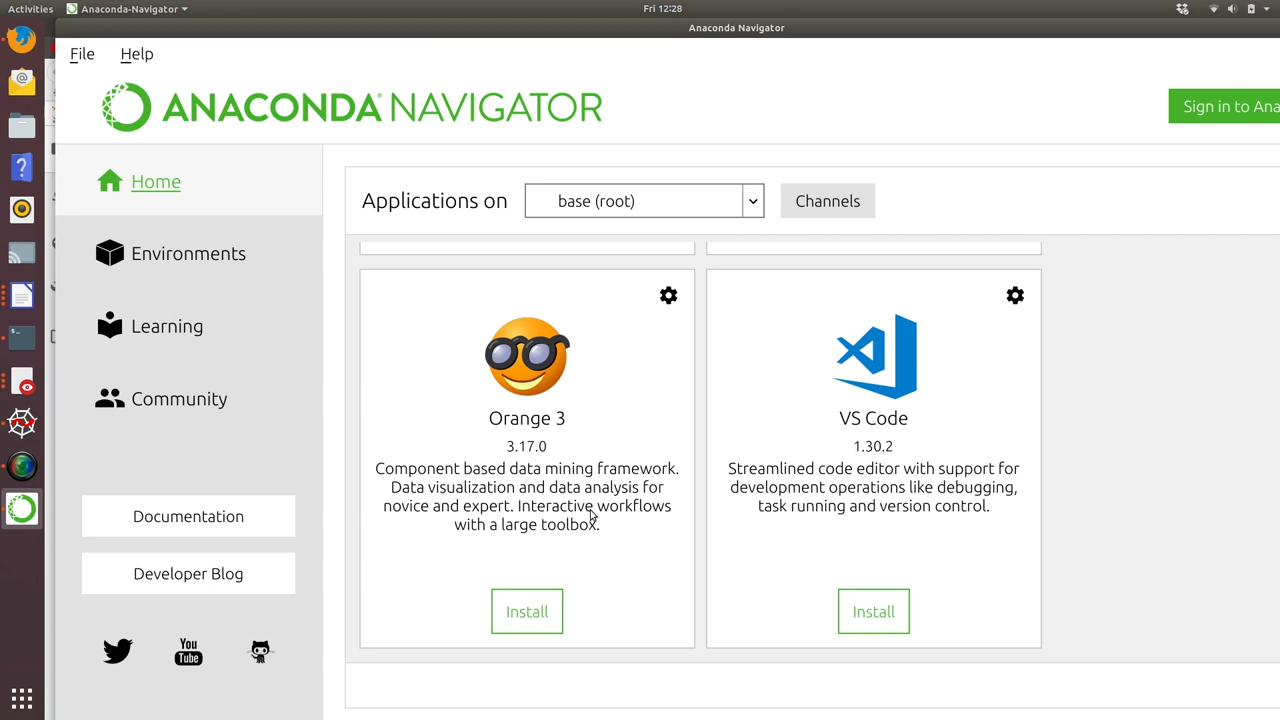 Activities
Anaconda-Navigator
Fri 12:28
Anaconda Navigator
File
Help
ANACONDA NAVIGATOR
Sign in to Ana
Home
Environments
Learning
Community
Documentation
Developer Blog
You
Tube
Applications on
base (root)
Channels
Orange 3
3.17.0
Component based data mining framework.
Data visualization and data analysis for
novice and expert. Interactive workflows
with a large toolbox.
Install
VS Code
1.30.2
Streamlined code editor with support for
development operations like debugging,
task running and version control.
Install